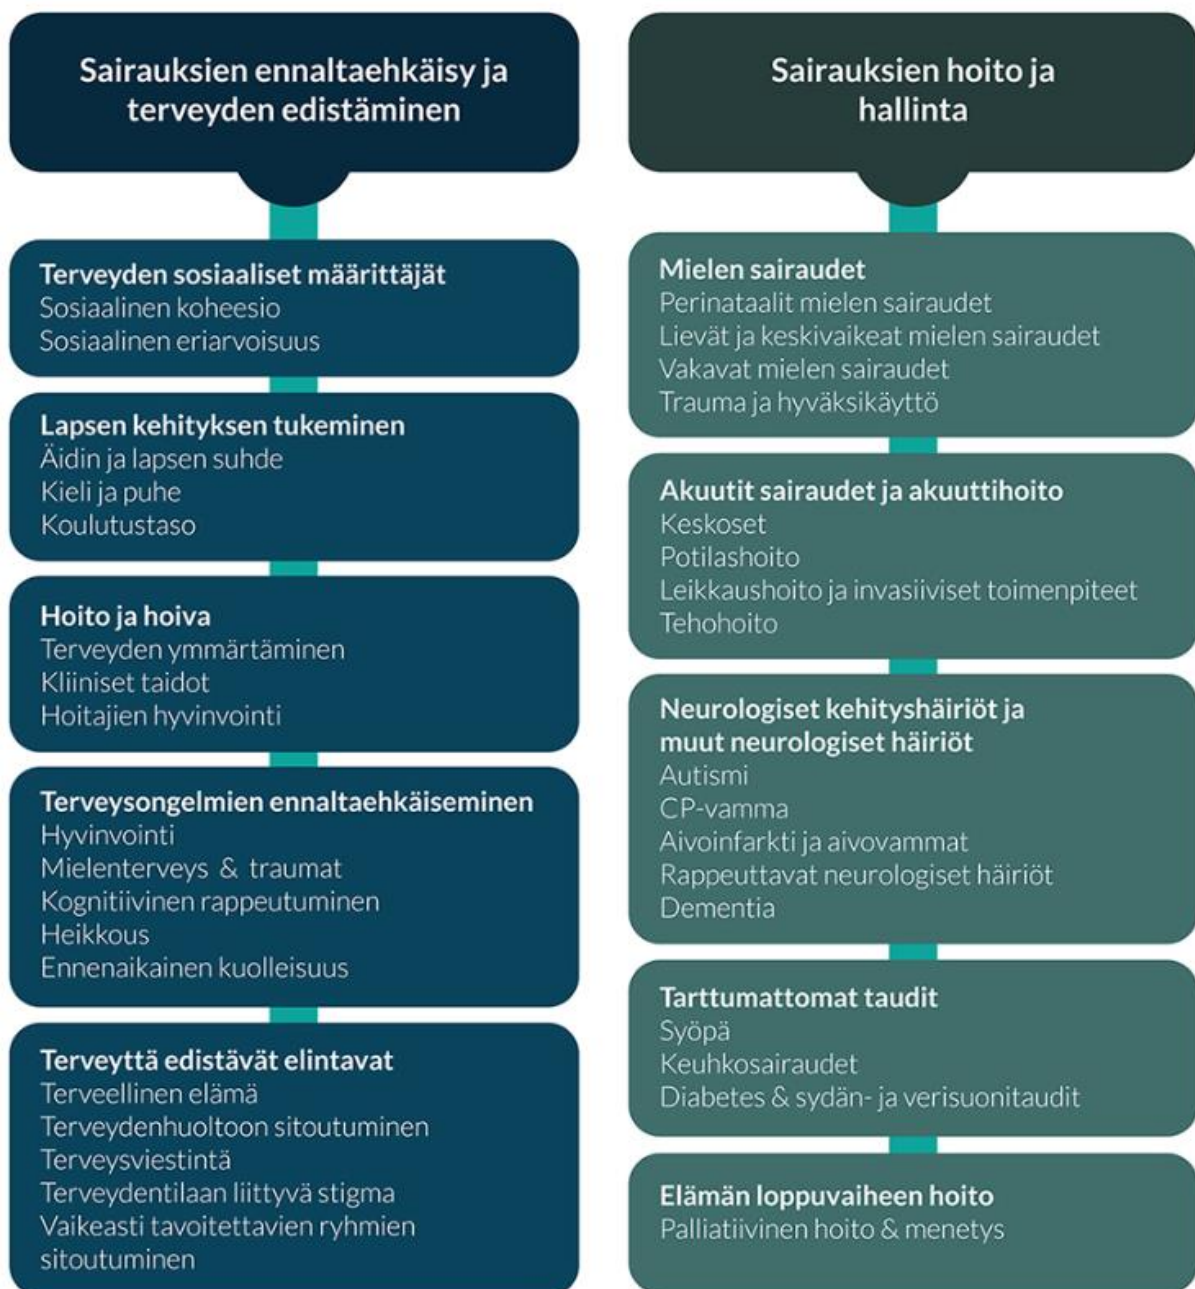 Sairauksien ennaltaehkäisy ja
terveyden edistäminen
Terveyden sosiaaliset määrittäjät
Sosiaalinen koheesio
Sosiaalinen eriarvoisuus
Lapsen kehityksen tukeminen
Äidin ja lapsen suhde
Kieli ja puhe
Koulutustaso
Hoito ja hoiva
Terveyden ymmärtäminen
Kliiniset taidot
Hoitajien hyvinvointi
Terveysongelmien ennaltaehkäiseminen
Hyvinvointi
Mielenterveys & traumat
Kognitiivinen rappeutuminen
Heikkous
Ennenaikainen kuolleisuus
Terveyttä edistävät elintavat
Terveellinen elämä
Terveydenhuoltoon sitoutuminen
Terveysviestintä
Terveydentilaan liittyvä stigma
Vaikeasti tavoitettavien ryhmien
sitoutuminen
Sairauksien hoito ja
hallinta
Mielen sairaudet
Perinataalit mielen sairaudet
Lievät ja keskivaikeat mielen sairaudet
Vakavat mielen sairaudet
Trauma ja hyväksikäyttö
Akuutit sairaudet ja akuuttihoito
Keskoset
Potilashoito
Leikkaushoito ja invasiiviset toimenpiteet
Tehohoito
Neurologiset kehityshäiriöt ja
muut neurologiset häiriöt
Autismi
CP-vamma
Aivoinfarkti ja aivovammat
Rappeuttavat neurologiset häiriöt
Dementia
Tarttumattomat taudit
Syöpä
Keuhkosairaudet
Diabetes & sydän- ja verisuonitaudit
Elämän loppuvaiheen hoito
Palliatiivinen hoito & menetys